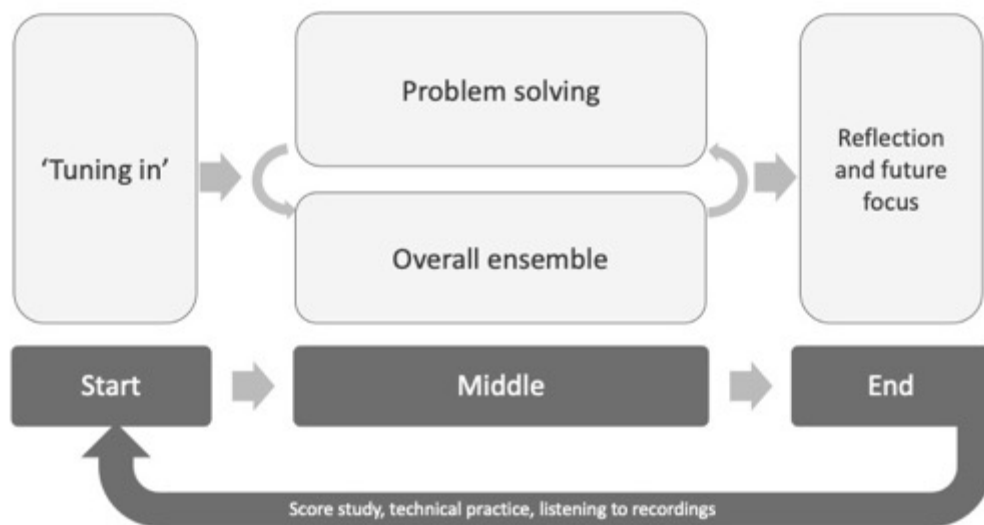 Problem solving
'Tuning in'
Reflection
and future
focus
Overall ensemble
Start
Middle
End
Score study, technical practice, listening to recordings